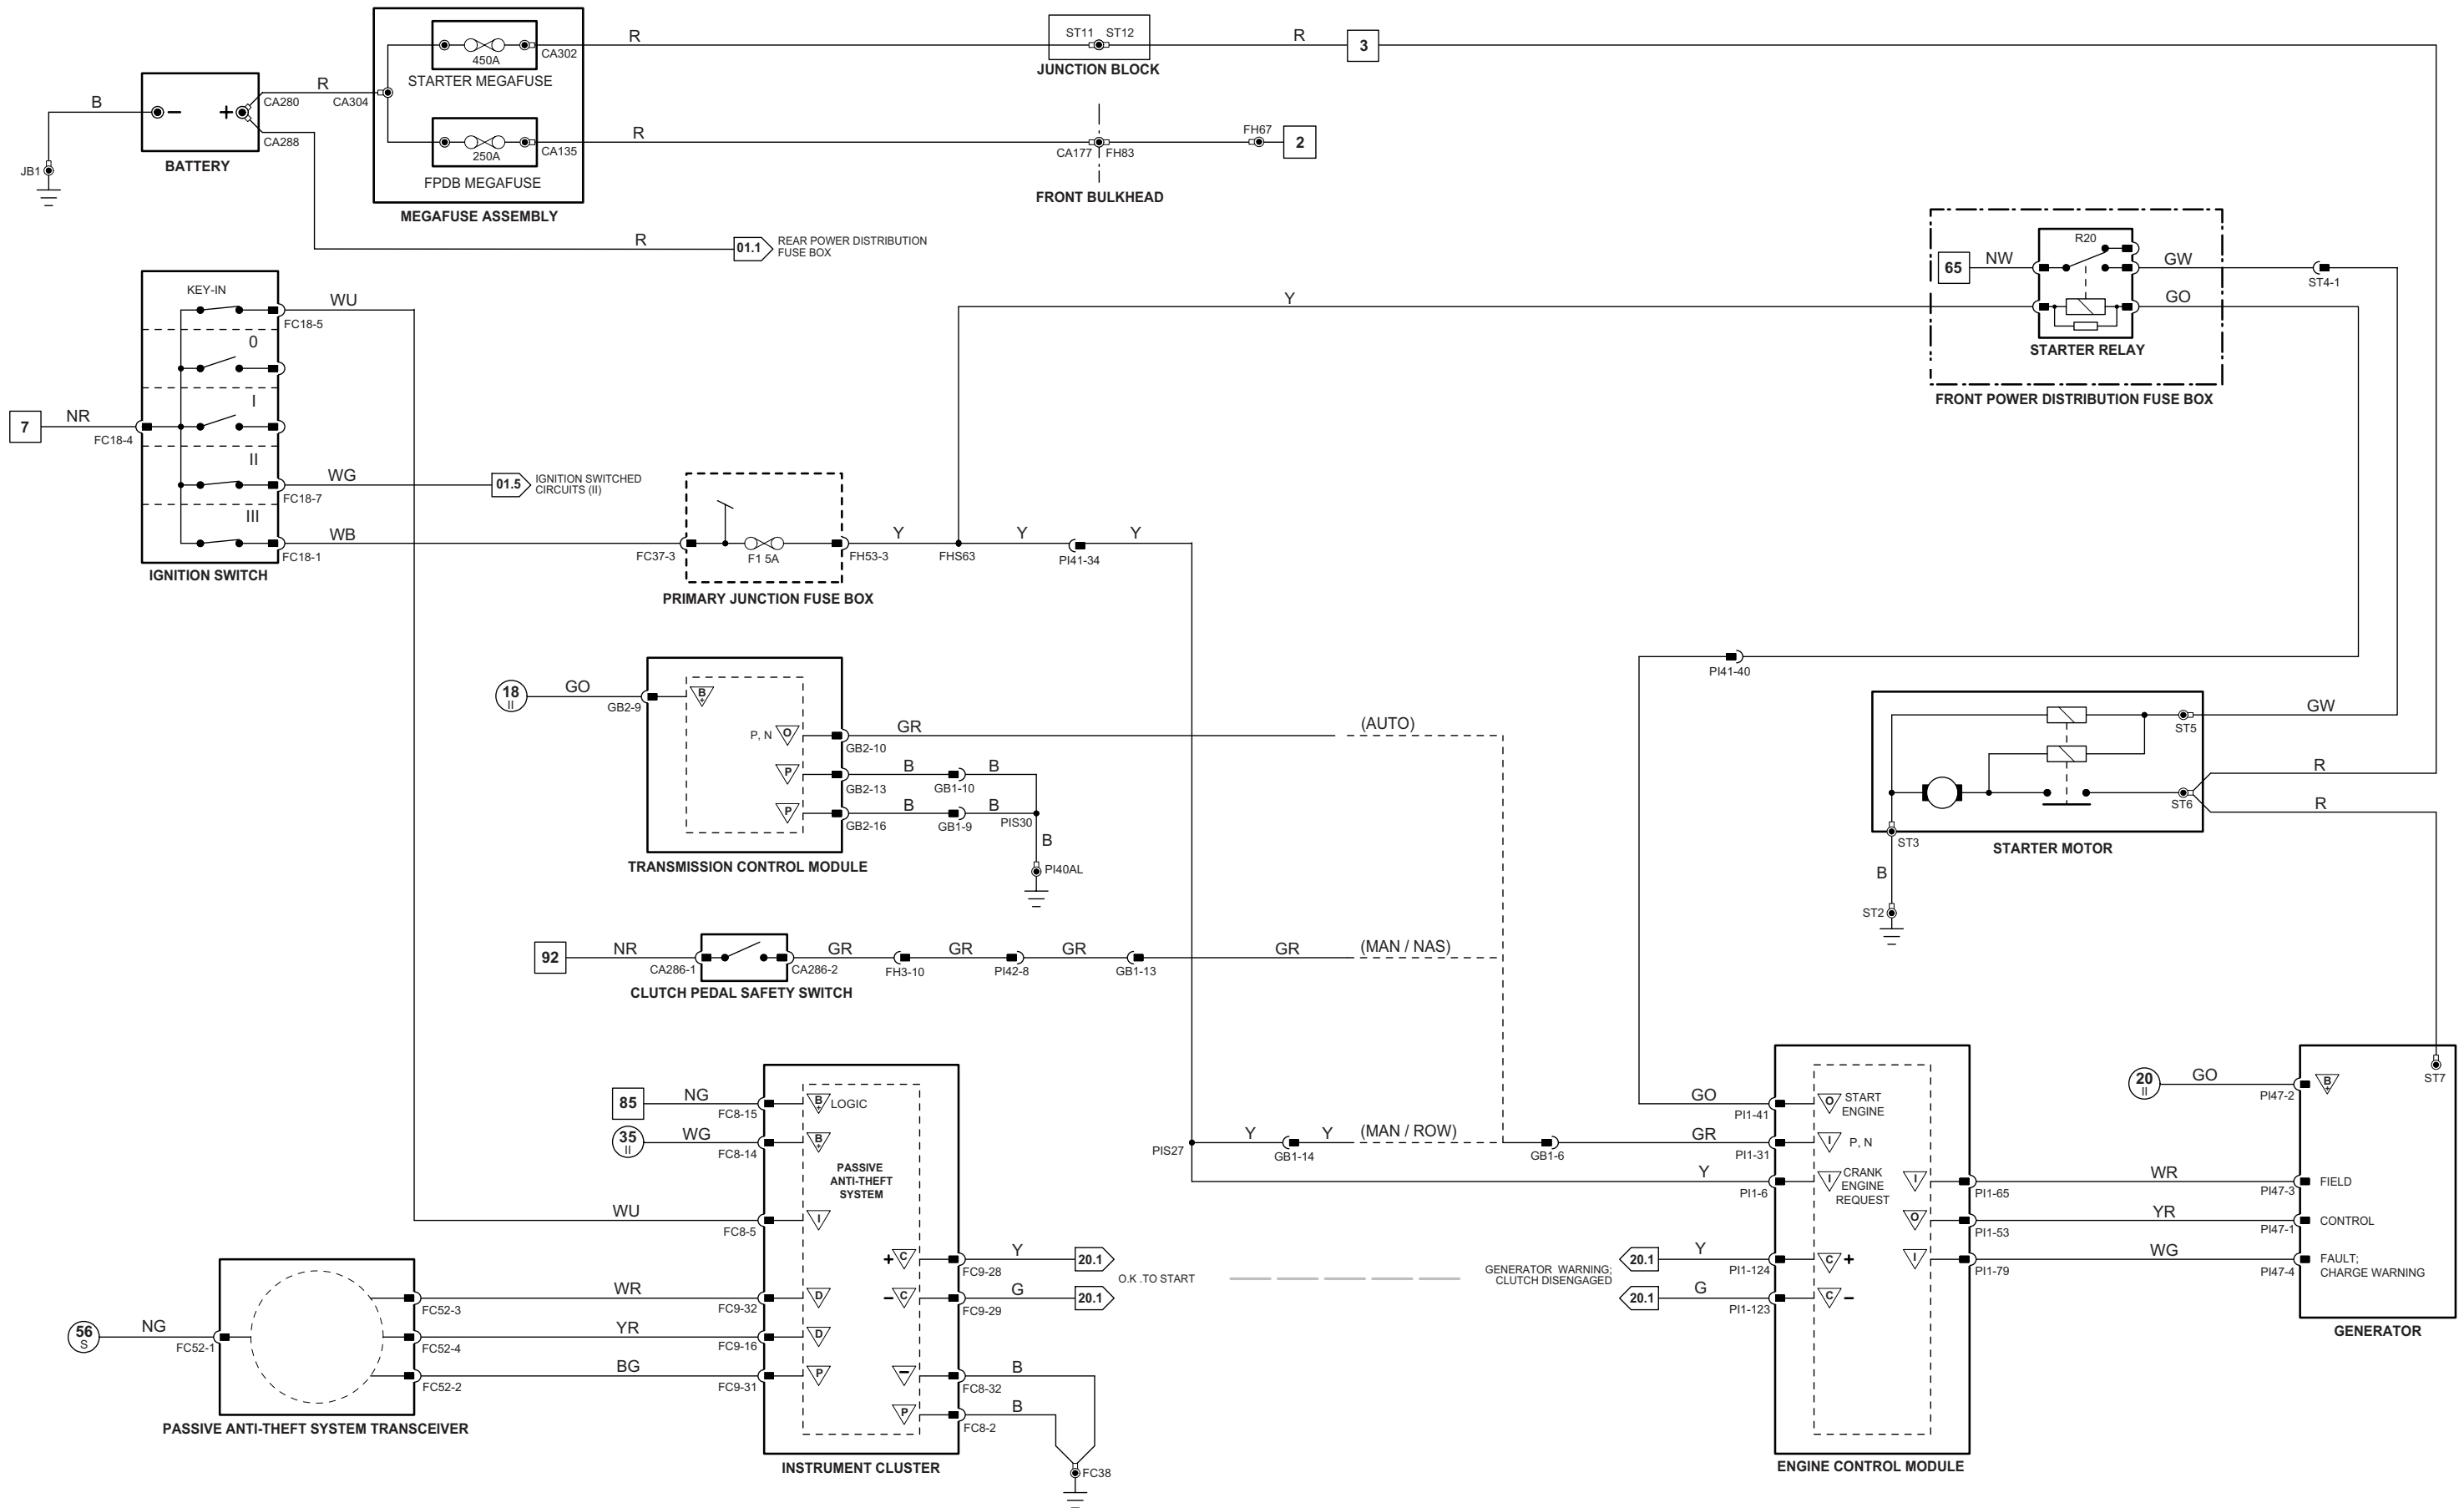 R
ST11 ST12
R
3
CA302
450A
STARTER MEGAFUSE
JUNCTION BLOCK
B
−
+
CA280
R
CA304
CA288
BATTERY
JB1
R
CA135
250A
FPDB MEGAFUSE
MEGAFUSE ASSEMBLY
CA177
FH83
FH67
2
FRONT BULKHEAD
R
01.1
REAR POWER DISTRIBUTION
FUSE BOX
KEY-IN
WU
FC18-5
0
I
7
NR
FC18-4
II
WG
FC18-7
01.5
IGNITION SWITCHED
CIRCUITS (II)
III
WB
FC18-1
IGNITION SWITCH
FC37-3
F1 5A
FH53-3
PRIMARY JUNCTION FUSE BOX
Y
FHS63
Y
PI41-34
Y
Y
65
NW
R20
GW
GO
ST4-1
STARTER RELAY
FRONT POWER DISTRIBUTION FUSE BOX
18
II
GO
GB2-9
B+
P, N
O
GR
GB2-10
(AUTO)
P
B
B
GB2-13
GB1-10
P
B
B
GB2-16
GB1-9
PIS30
B
PI40AL
TRANSMISSION CONTROL MODULE
PI41-40
GW
ST5
R
ST6
R
ST3
STARTER MOTOR
B
ST2
92
NR
CA286-1
CA286-2
GR
FH3-10
GR
PI42-8
GR
GB1-13
GR
(MAN / NAS)
CLUTCH PEDAL SAFETY SWITCH
85
NG
FC8-15
B+
LOGIC
35
II
WG
FC8-14
B+
PASSIVE
ANTI-THEFT
SYSTEM
WU
FC8-5
I
+
C
Y
FC9-28
20.1
O.K .TO START
−
C
G
FC9-29
20.1
WR
FC52-3
FC9-32
D
56
S
NG
FC52-1
YR
FC52-4
FC9-16
D
BG
FC52-2
FC9-31
P
−
B
FC8-32
P
B
FC8-2
FC38
PASSIVE ANTI-THEFT SYSTEM TRANSCEIVER
INSTRUMENT CLUSTER
PIS27
Y
GB1-14
Y
(MAN / ROW)
GB1-6
GO
PI1-41
O
START
ENGINE
GR
PI1-31
I
P, N
Y
PI1-6
I
CRANK
ENGINE
REQUEST
GENERATOR WARNING;
CLUTCH DISENGAGED
20.1
Y
PI1-124
C
+
20.1
G
PI1-123
C
−
I
PI1-65
WR
PI47-3
FIELD
O
PI1-53
YR
PI47-1
CONTROL
I
PI1-79
WG
PI47-4
FAULT;
CHARGE WARNING
20
II
GO
PI47-2
B+
ST7
GENERATOR
ENGINE CONTROL MODULE